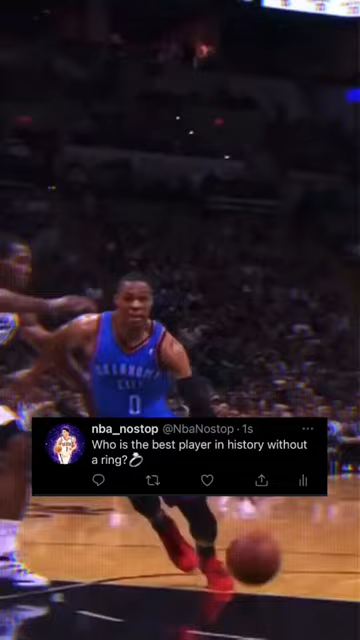 OKLAHOMA
CITY
0
nba_nostop @NbaNostop · 1s
Who is the best player in history without
a ring?💍